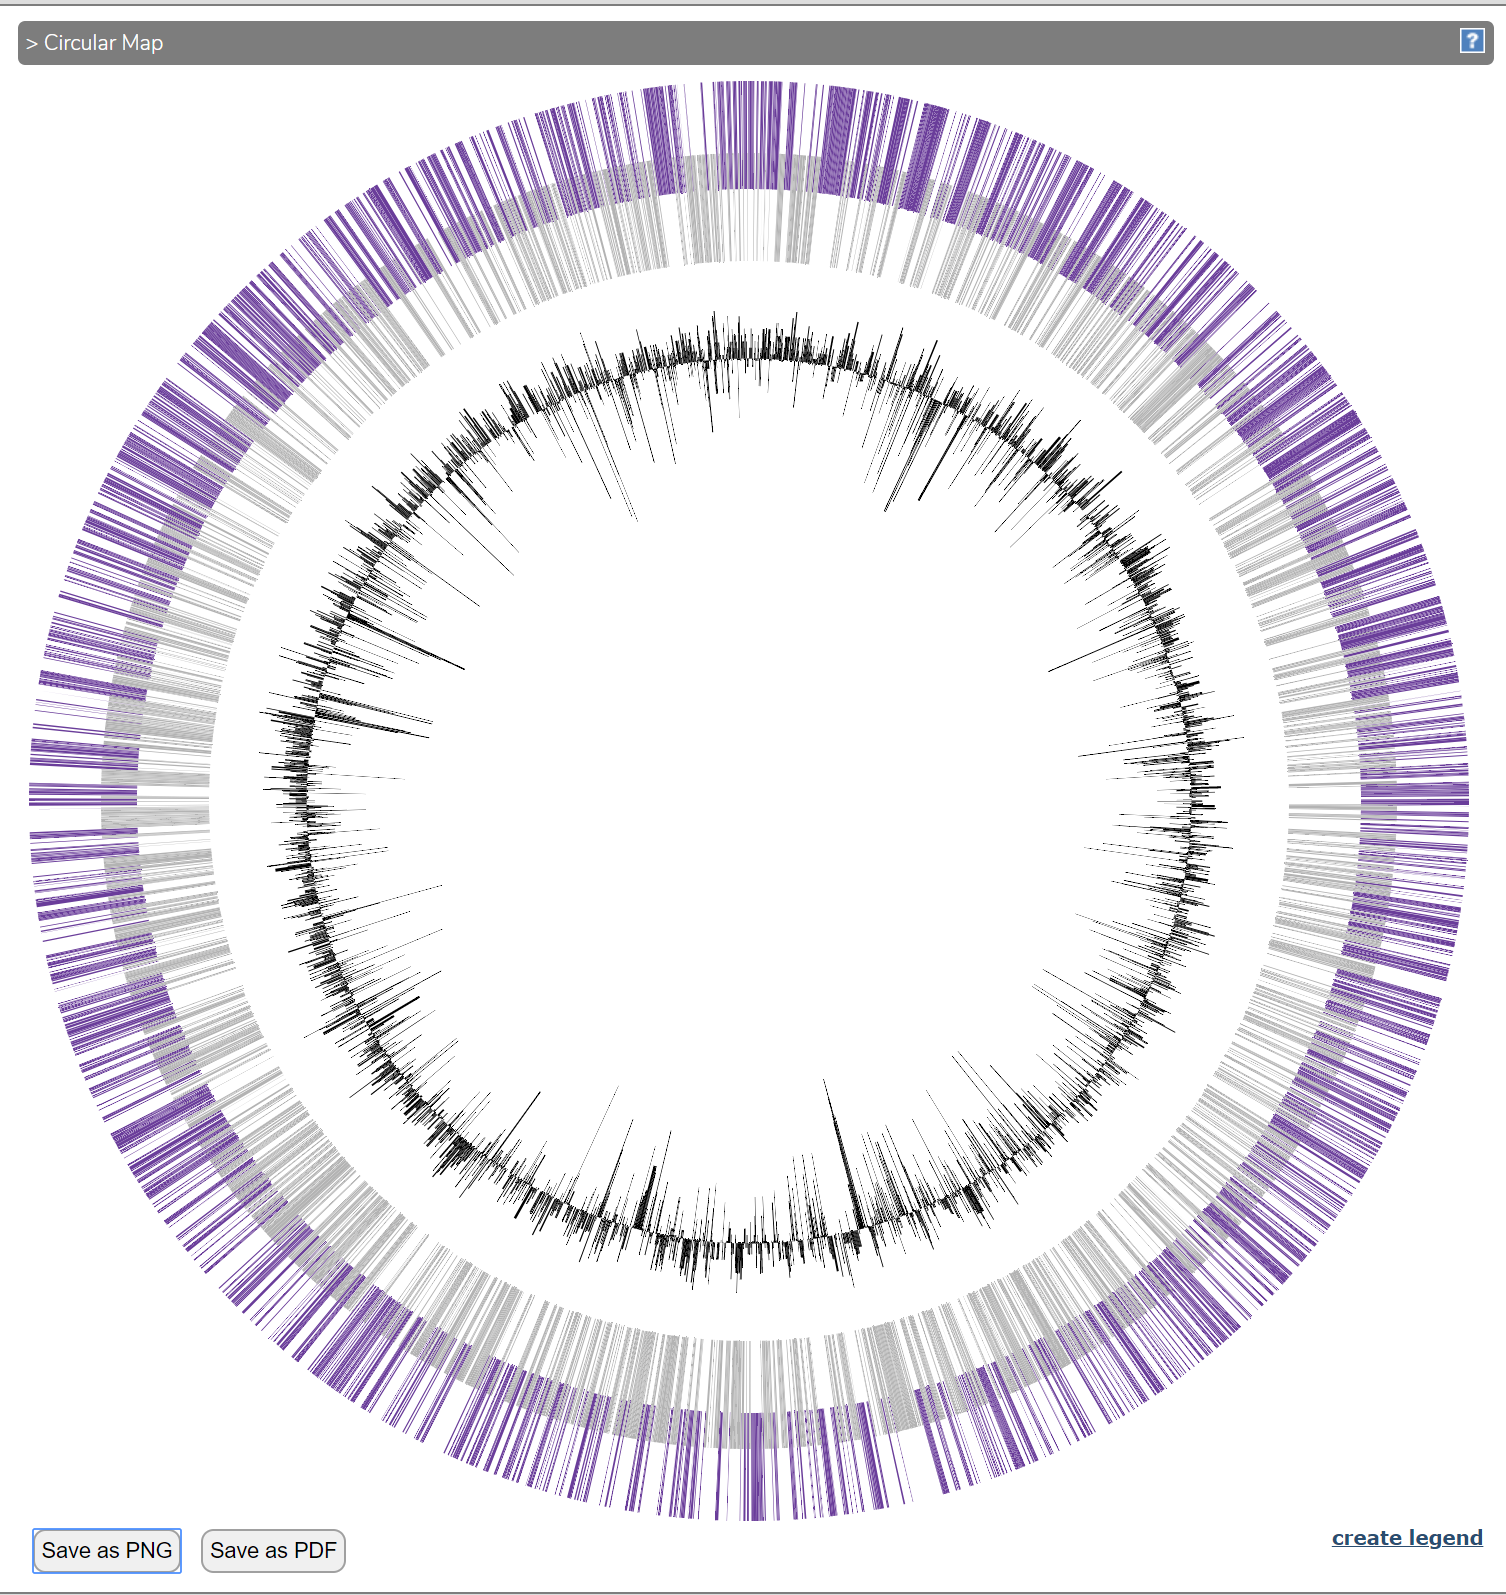 > Circular Map
?
Save as PNG
Save as PDF
create legend